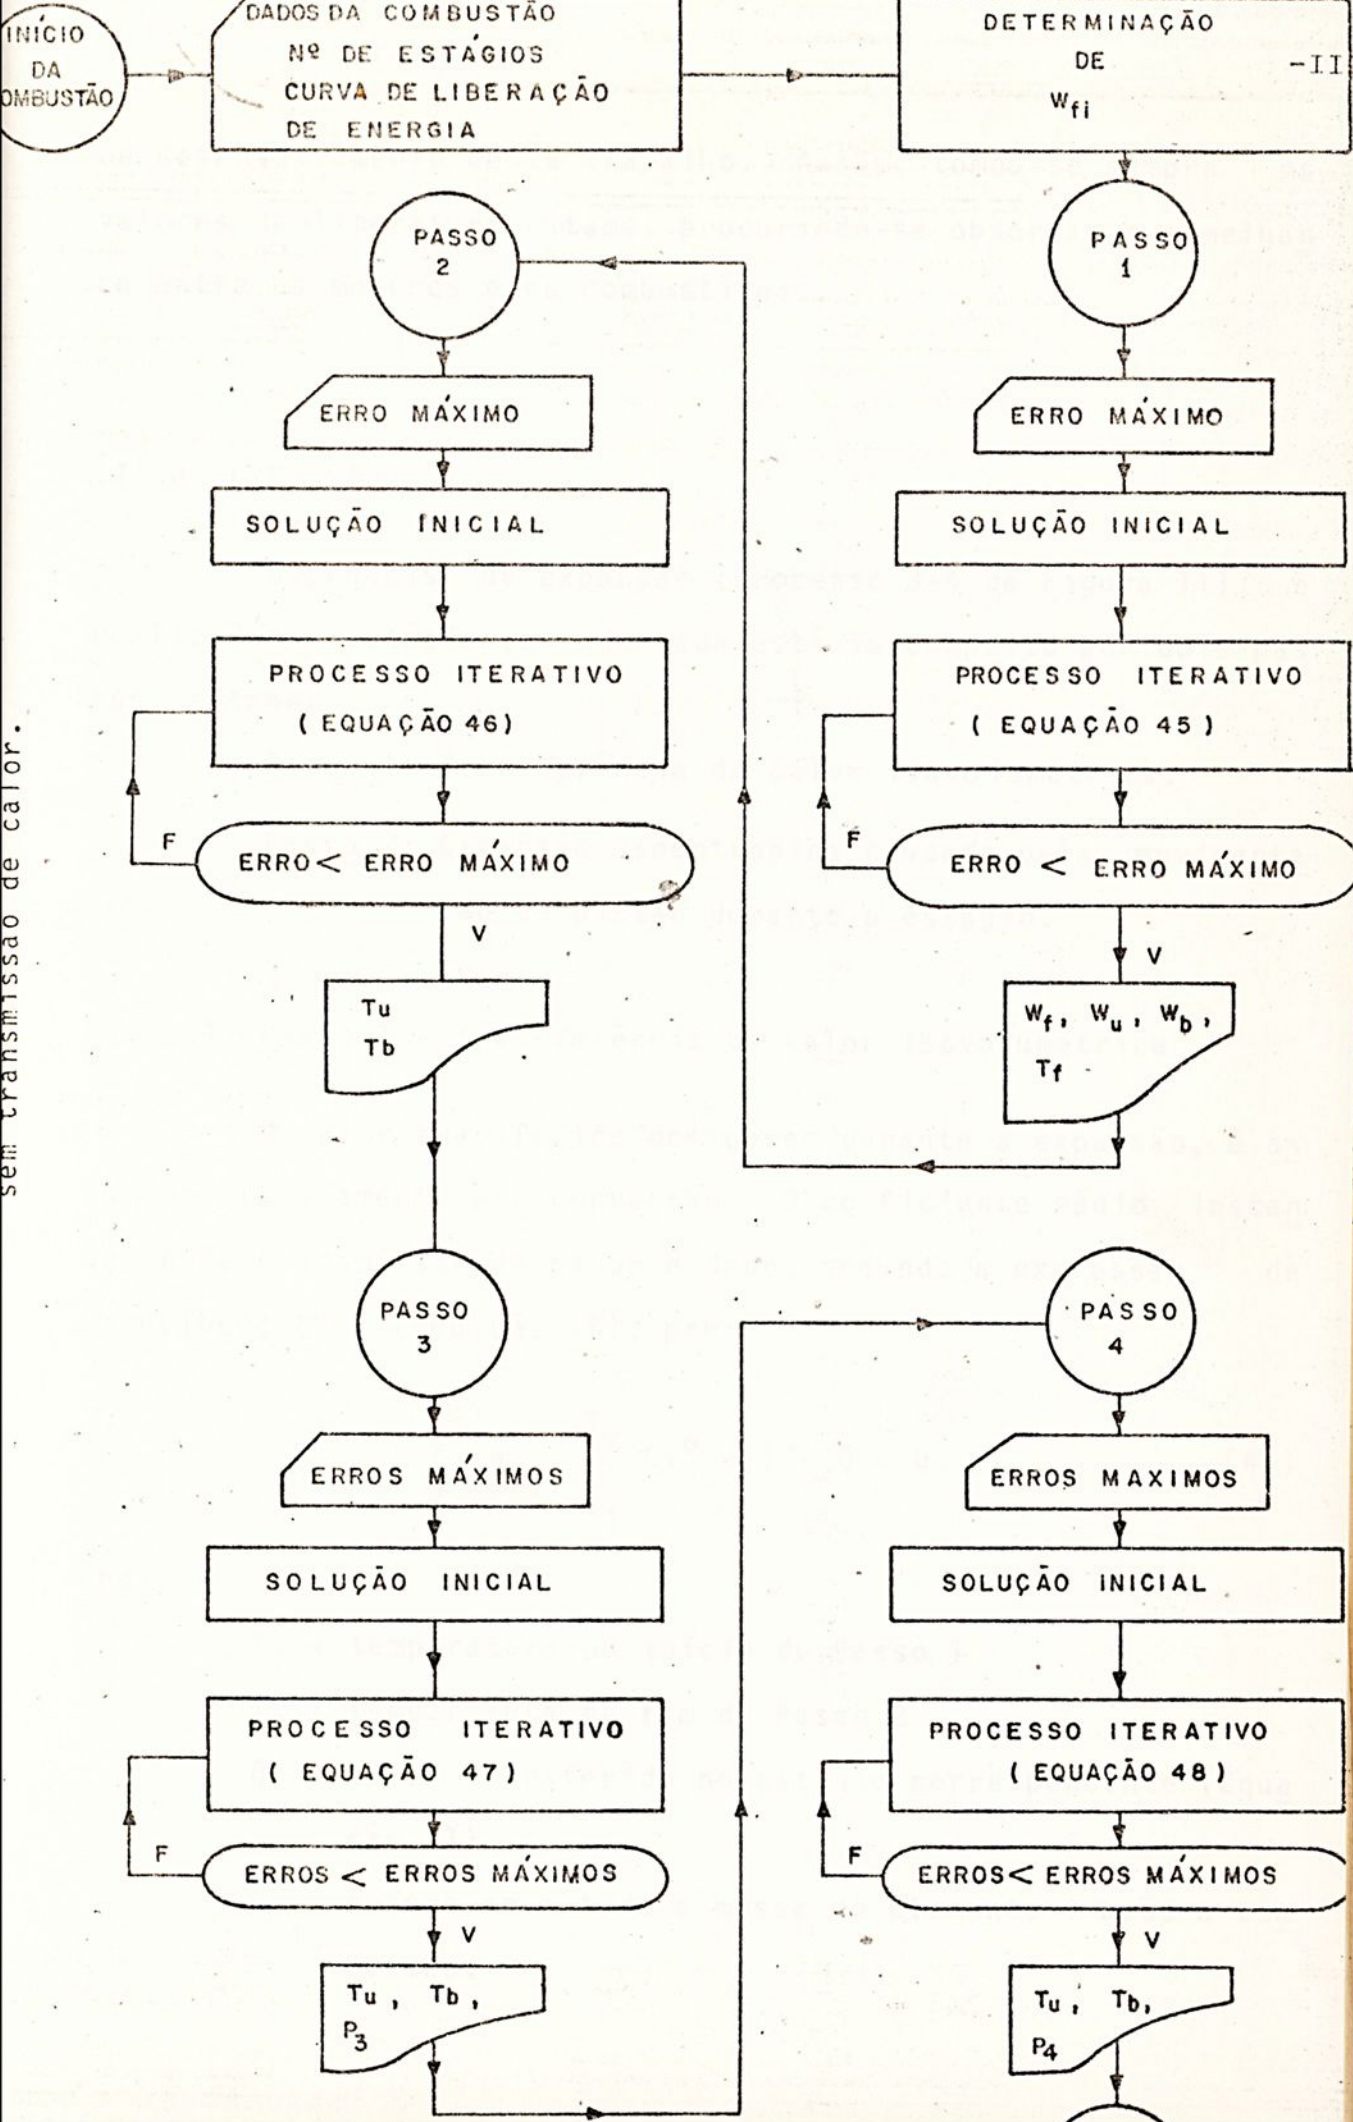 INÍCIO
DA
OMBUSTÃO
DADOS DA COMBUSTÃO
Nº DE ESTÁGIOS
CURVA DE LIBERAÇÃO
DE ENERGIA
DETERMINAÇÃO
DE
Wfi
-II
PASSO
1
ERRO MÁXIMO
SOLUÇÃO INICIAL
PROCESSO ITERATIVO
( EQUAÇÃO 45 )
F
ERRO < ERRO MÁXIMO
V
Wf, Wu, Wb,
Tf
PASSO
2
ERRO MÁXIMO
SOLUÇÃO INICIAL
PROCESSO ITERATIVO
( EQUAÇÃO 46)
F
ERRO < ERRO MÁXIMO
V
Tu
Tb
sem transmissão de calor.
PASSO
3
ERROS MÁXIMOS
SOLUÇÃO INICIAL
PROCESSO ITERATIVO
( EQUAÇÃO 47)
F
ERROS < ERROS MÁXIMOS
V
Tu, Tb,
P3
PASSO
4
ERROS MAXIMOS
SOLUÇÃO INICIAL
PROCESSO ITERATIVO
(EQUAÇÃO 48)
F
ERROS < ERROS MÁXIMOS
V
Tu, Tb,
P4